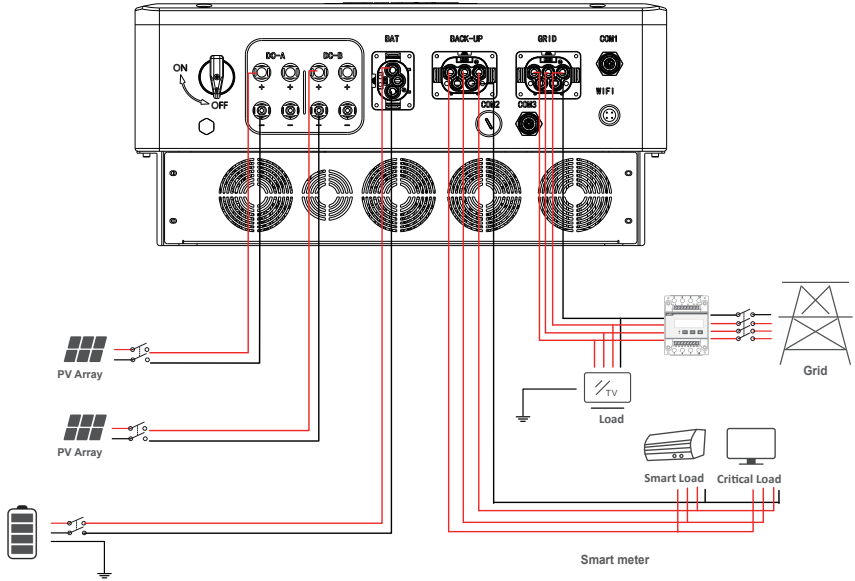 BAT
BACK-UP
GRID
COM1
DC-A
DC-B
ON
OFF
+
+
+
+
-
-
-
-
COM2
COM3
WIFI
PV Array
PV Array
TV
Load
Grid
Smart Load
Critical Load
Smart meter